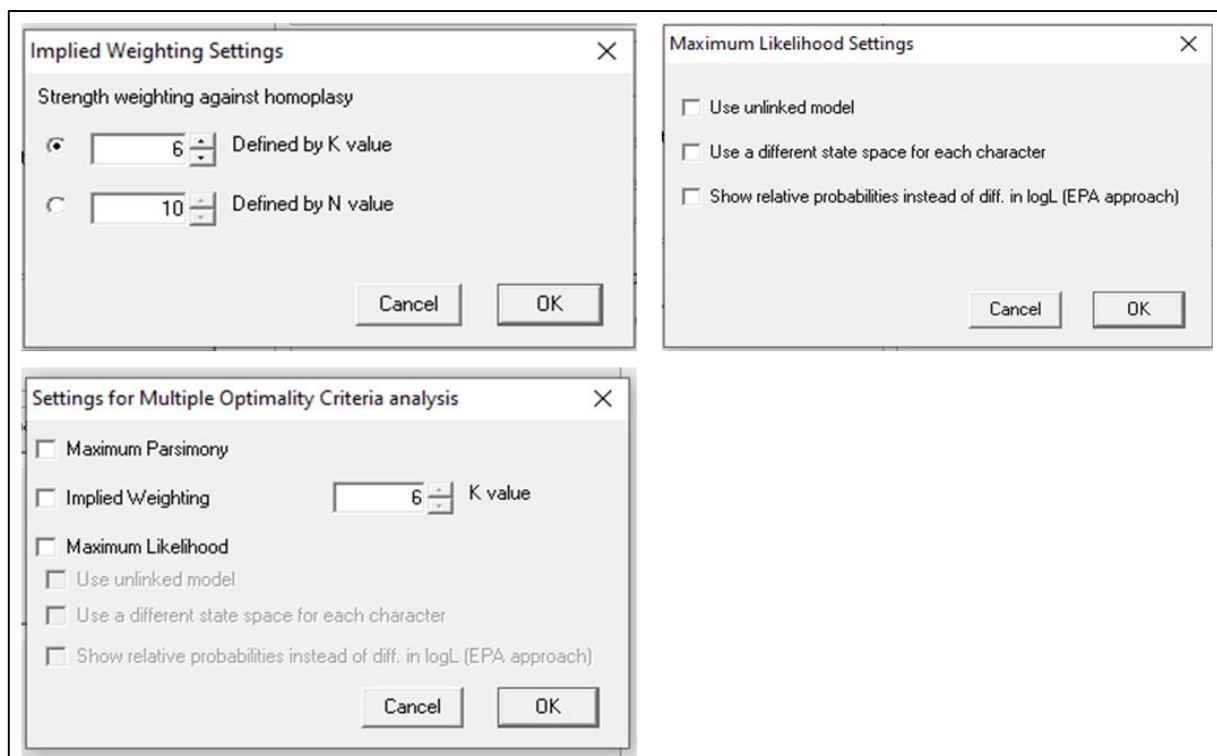 Implied Weighting Settings
Strength weighting against homoplasy
6 Defined by K value
10 Defined by N value
Cancel OK
Maximum Likelihood Settings
Use unlinked model
Use a different state space for each character
Show relative probabilities instead of diff. in logL (EPA approach)
Cancel OK
Settings for Multiple Optimality Criteria analysis
Maximum Parsimony
Implied Weighting 6 K value
Maximum Likelihood
Use unlinked model
Use a different state space for each character
Show relative probabilities instead of diff. in logL (EPA approach)
Cancel OK